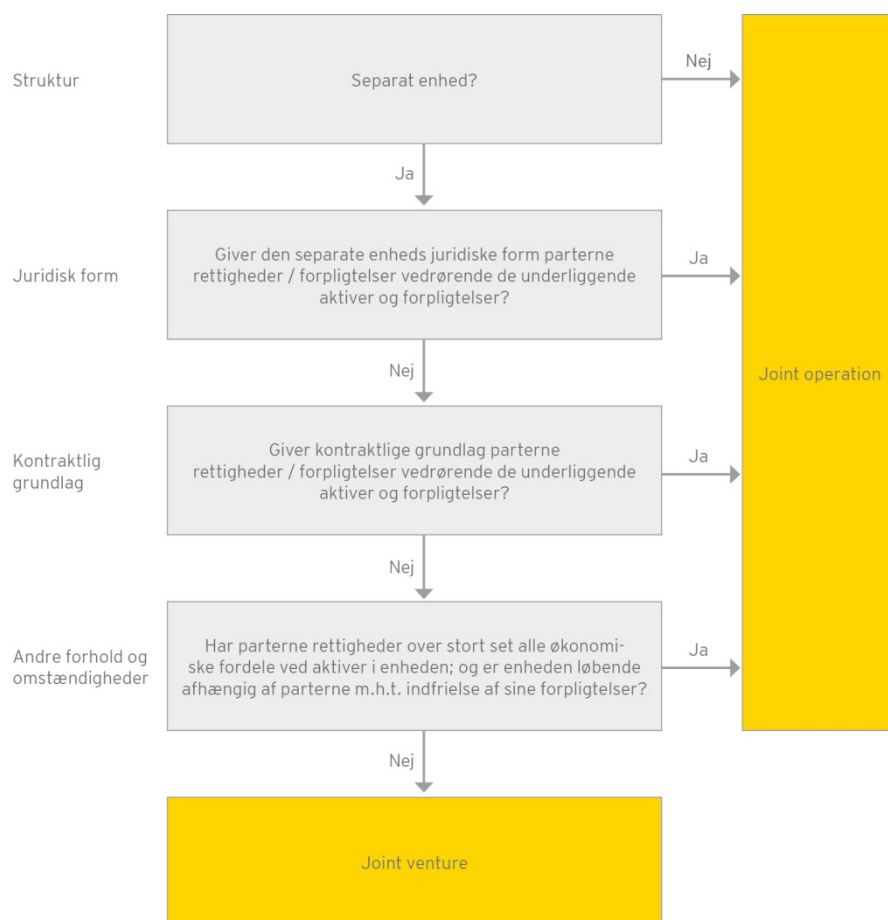 Struktur
Separat enhed?
Nej
Ja
Juridisk form
Giver den separate enheds juridiske form parterne
rettigheder / forpligtelser vedrørende de underliggende
aktiver og forpligtelser?
Ja
Nej
Joint operation
Kontraktlig
grundlag
Giver kontraktlige grundlag parterne
rettigheder / forpligtelser vedrørende de underliggende
aktiver og forpligtelser?
Ja
Nej
Andre forhold og
omstændigheder
Har parterne rettigheder over stort set alle økonomi-
ske fordele ved aktiver i enheden; og er enheden løbende
afhængig af parterne m.h.t. indfrielse af sine forpligtelser?
Ja
Nej
Joint venture